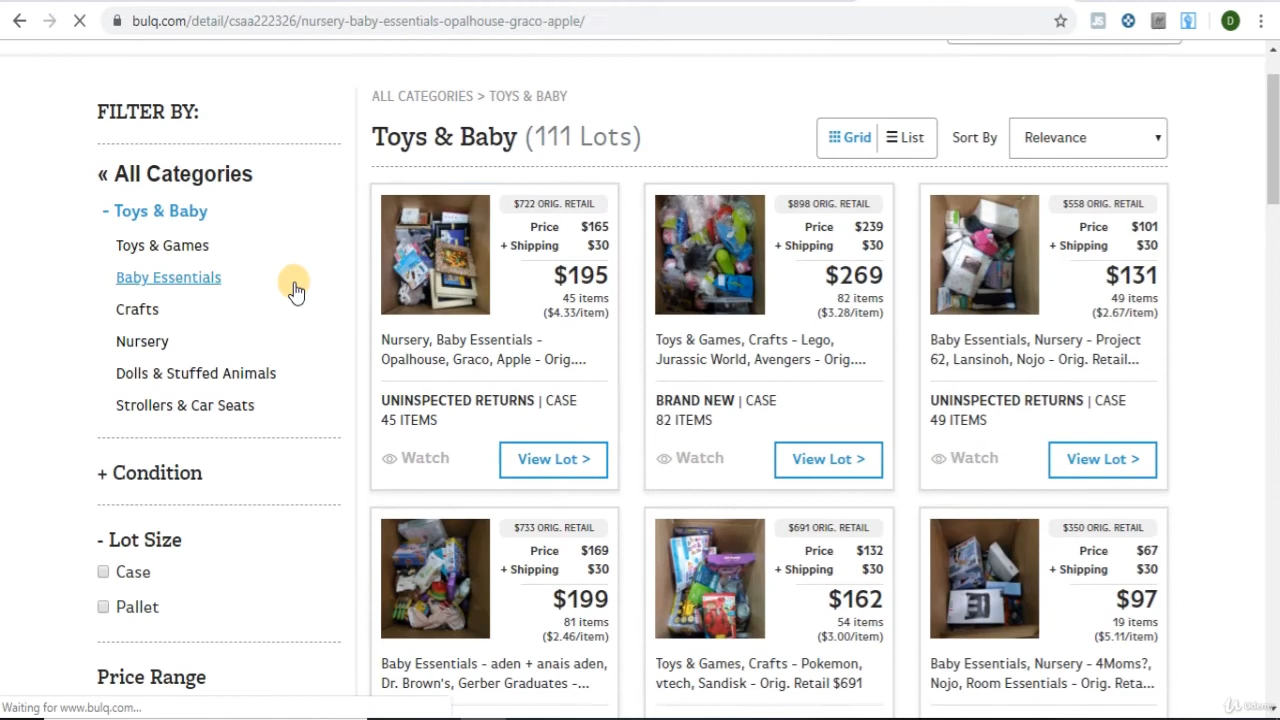 bulq.com/detail/csaa222326/nursery-baby-essentials-opalhouse-graco-apple/
JS
D
FILTER BY:
« All Categories
- Toys & Baby
Toys & Games
Baby Essentials
Crafts
Nursery
Dolls & Stuffed Animals
Strollers & Car Seats
+ Condition
- Lot Size
Case
Pallet
Price Range
ALL CATEGORIES > TOYS & BABY
Toys & Baby (111 Lots)
Grid
List
Sort By
Relevance
$722 ORIG. RETAIL
Price $165
+ Shipping $30
$195
45 items
($4.33/item)
Nursery, Baby Essentials -
Opalhouse, Graco, Apple - Orig....
UNINSPECTED RETURNS | CASE
45 ITEMS
Watch
View Lot >
$898 ORIG. RETAIL
Price $239
+ Shipping $30
$269
82 items
($3.28/item)
Toys & Games, Crafts - Lego,
Jurassic World, Avengers - Orig....
BRAND NEW | CASE
82 ITEMS
Watch
View Lot >
$558 ORIG. RETAIL
Price $101
+ Shipping $30
$131
49 items
($2.67/item)
Baby Essentials, Nursery - Project
62, Lansinoh, Nojo - Orig. Retail...
UNINSPECTED RETURNS | CASE
49 ITEMS
Watch
View Lot >
$733 ORIG. RETAIL
Price $169
+ Shipping $30
$199
81 items
($2.46/item)
Baby Essentials - aden + anais aden,
Dr. Brown's, Gerber Graduates -...
$691 ORIG. RETAIL
Price $132
+ Shipping $30
$162
54 items
($3.00/item)
Toys & Games, Crafts - Pokemon,
vtech, Sandisk - Orig. Retail $691
$350 ORIG. RETAIL
Price $67
+ Shipping $30
$97
19 items
($5.11/item)
Baby Essentials, Nursery - 4Moms?,
Nojo, Room Essentials - Orig. Reta...
Waiting for www.bulq.com...
Udemy